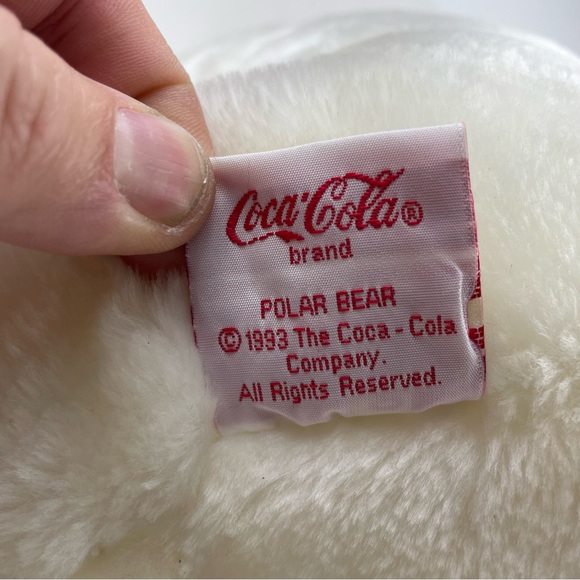 Coca-Cola®
brand
POLAR BEAR
© 1993 The Coca-Cola
Company.
All Rights Reserved.